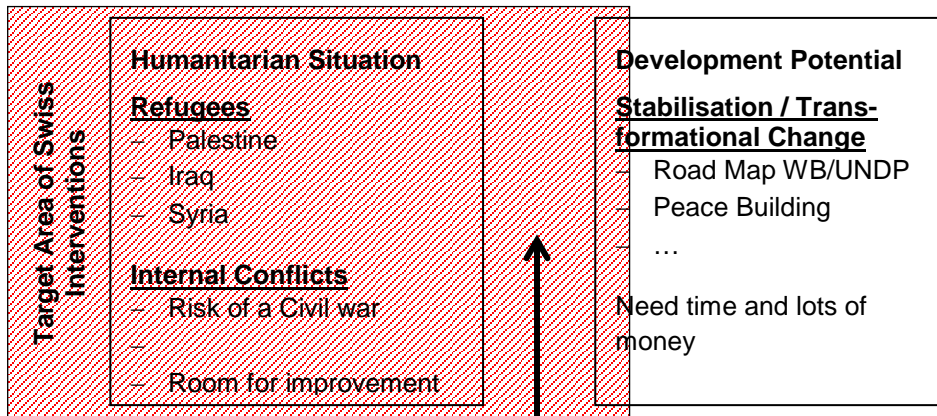 Target Area of Swiss
Interventions
Humanitarian Situation
Refugees
– Palestine
– Iraq
– Syria
Internal Conflicts
– Risk of a Civil war
–
– Room for improvement
Development Potential
Stabilisation / Trans-
formational Change
– Road Map WB/UNDP
– Peace Building
– …
Need time and lots of
money